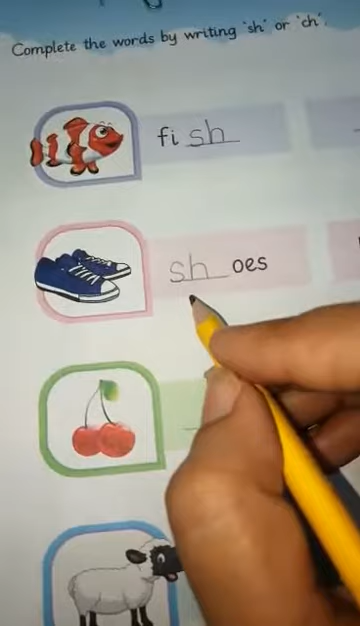 Complete the words by writing 'sh' or 'ch'.
fi sh
sh oes